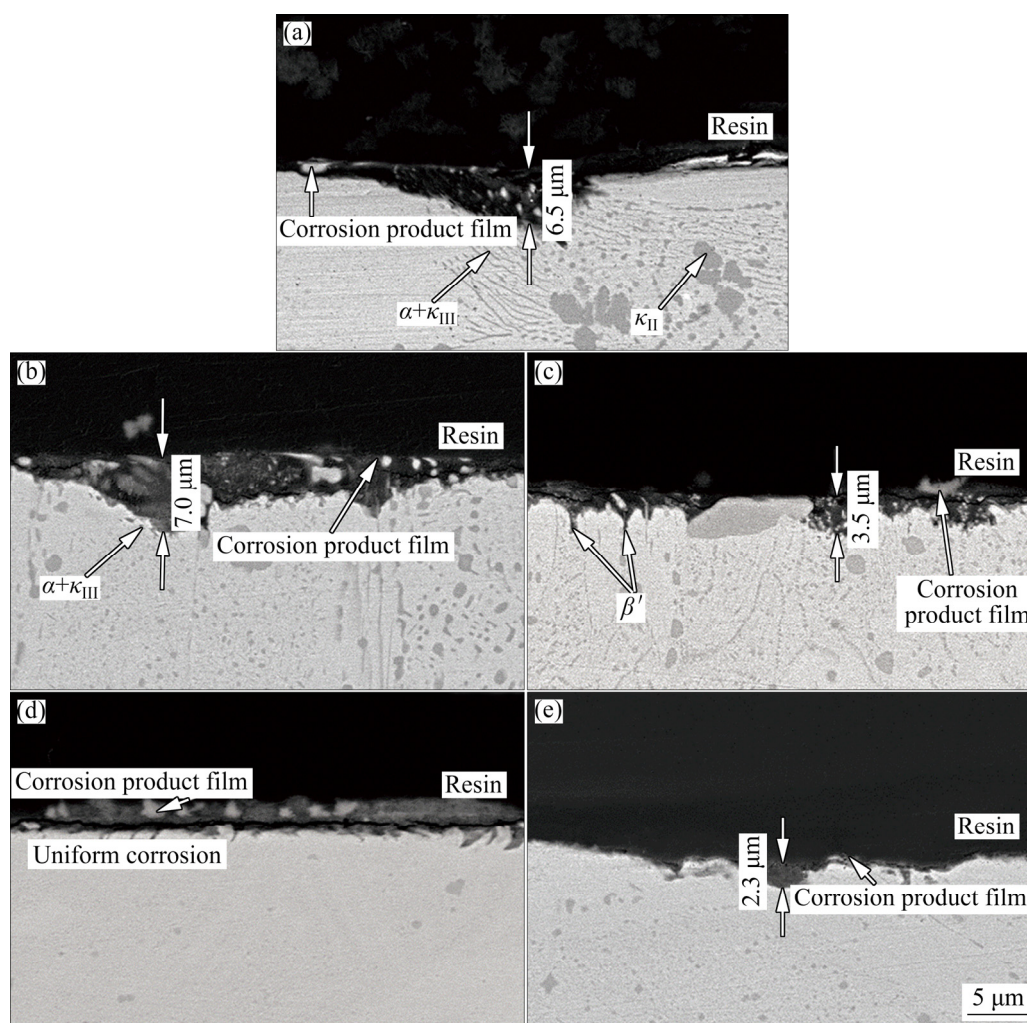 (a)
Resin
6.5 μm
Corrosion product film
α+κIII
κII
(b)
Resin
7.0 μm
Corrosion product film
α+κIII
(c)
Resin
3.5 μm
β′
Corrosion
product film
(d)
Corrosion product film
Resin
Uniform corrosion
(e)
Resin
2.3 μm
Corrosion product film
5 μm